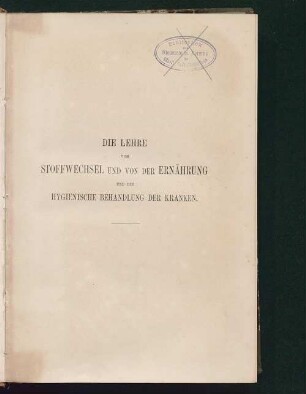 DIE LEHRE
VOM
STOFFWECHSEL UND VON DER ERNÄHRUNG
UND DIE
HYGIENISCHE BEHANDLUNG DER KRANKEN.